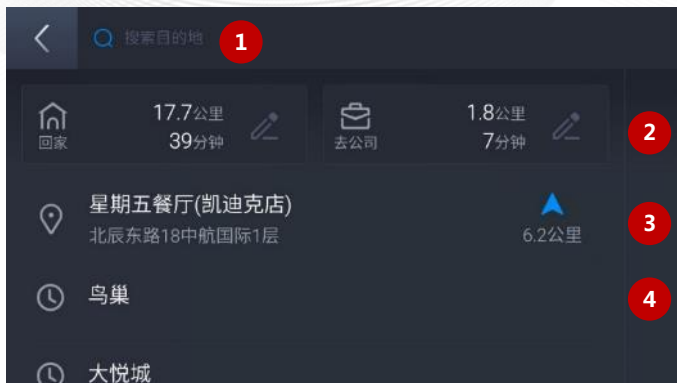 搜索目的地
1
17.7公里
39分钟
回家
1.8公里
7分钟
去公司
2
星期五餐厅(凯迪克店)
北辰东路18中航国际1层
6.2公里
3
鸟巢
4
大悦城